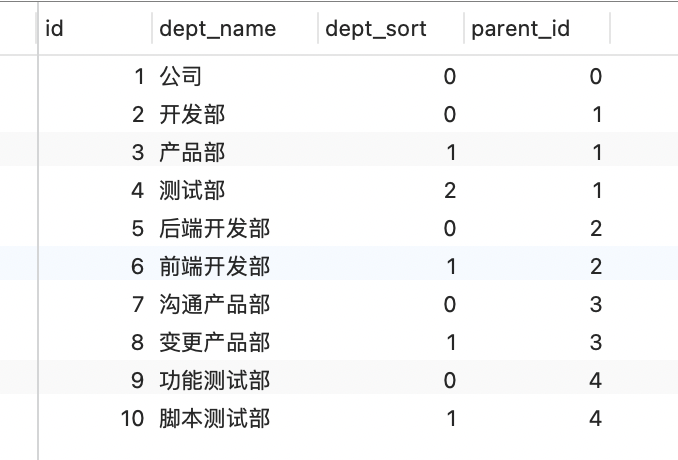 id dept_name dept_sort parent_id
1 公司 0 0
2 开发部 0 1
3 产品部 1 1
4 测试部 2 1
5 后端开发部 0 2
6 前端开发部 1 2
7 沟通产品部 0 3
8 变更产品部 1 3
9 功能测试部 0 4
10 脚本测试部 1 4